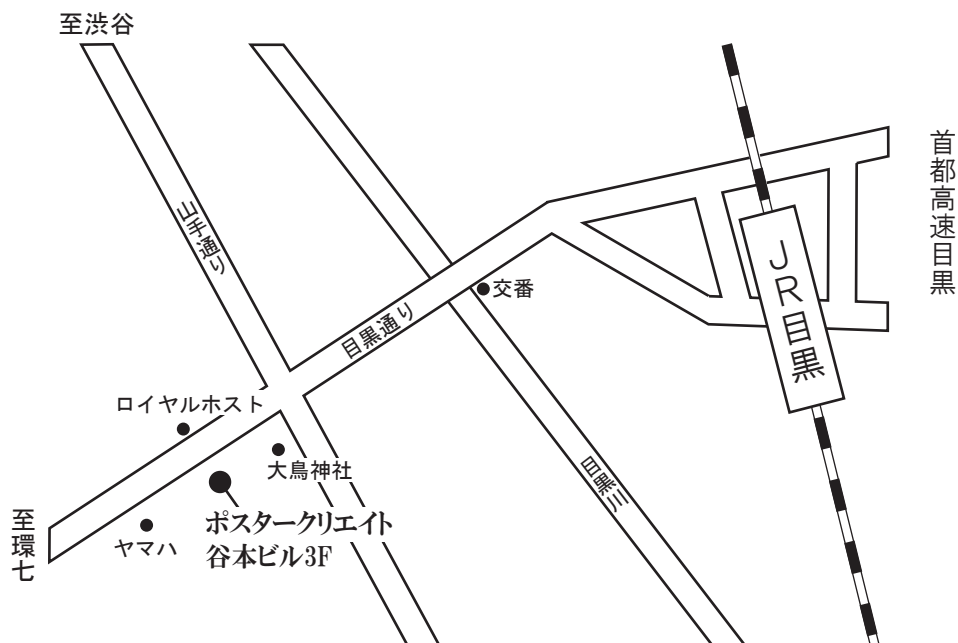 至渋谷
首都高速目黒
山手通り
JR目黒
交番
目黒通り
ロイヤルホスト
大鳥神社
目黒川
至環七
ヤマハ
ポスタークリエイト
谷本ビル3F